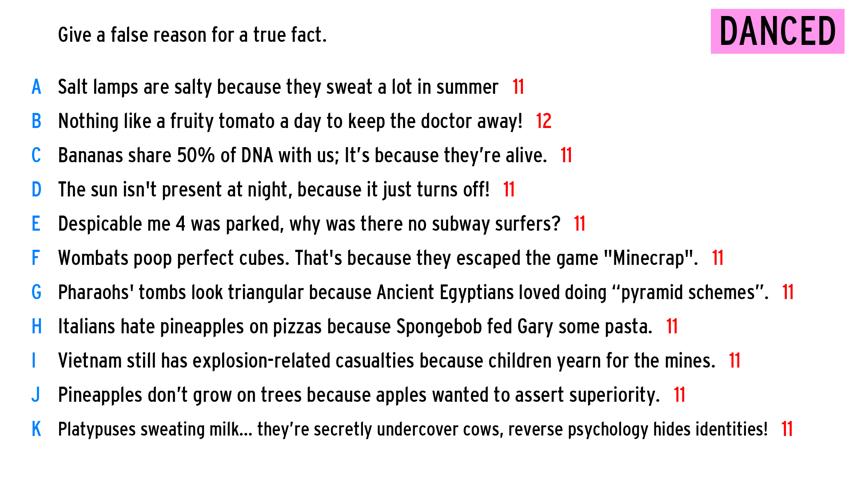 Give a false reason for a true fact.
DANCED
A Salt lamps are salty because they sweat a lot in summer 11
B Nothing like a fruity tomato a day to keep the doctor away! 12
C Bananas share 50% of DNA with us; It’s because they’re alive. 11
D The sun isn't present at night, because it just turns off! 11
E Despicable me 4 was parked, why was there no subway surfers? 11
F Wombats poop perfect cubes. That's because they escaped the game "Minecrap". 11
G Pharaohs' tombs look triangular because Ancient Egyptians loved doing “pyramid schemes”. 11
H Italians hate pineapples on pizzas because Spongebob fed Gary some pasta. 11
I Vietnam still has explosion-related casualties because children yearn for the mines. 11
J Pineapples don’t grow on trees because apples wanted to assert superiority. 11
K Platypuses sweating milk... they’re secretly undercover cows, reverse psychology hides identities! 11